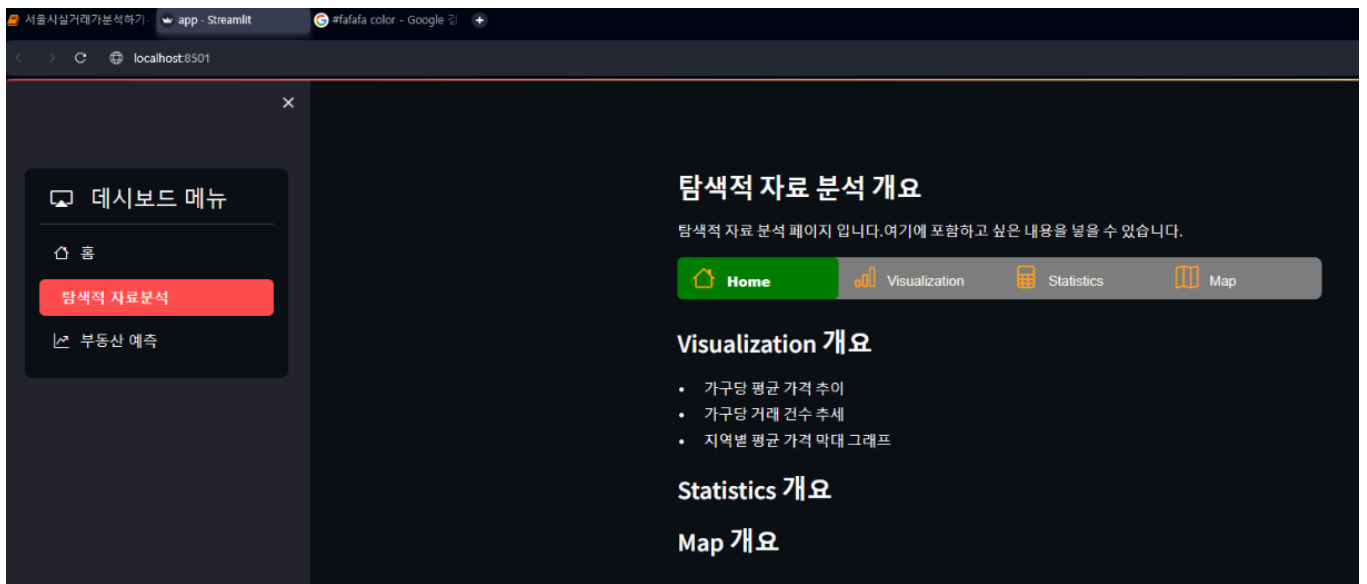 서울시실거래가분석하기-
app · Streamlit
#fafafa color - Google 검
localhost:8501
데시보드 메뉴
홈
탐색적 자료분석
부동산 예측
탐색적 자료 분석 개요
탐색적 자료 분석 페이지 입니다.여기에 포함하고 싶은 내용을 넣을 수 있습니다.
Home
Visualization
Statistics
Map
Visualization 개요
• 가구당 평균 가격 추이
• 가구당 거래 건수 추세
• 지역별 평균 가격 막대 그래프
Statistics 개요
Map 개요